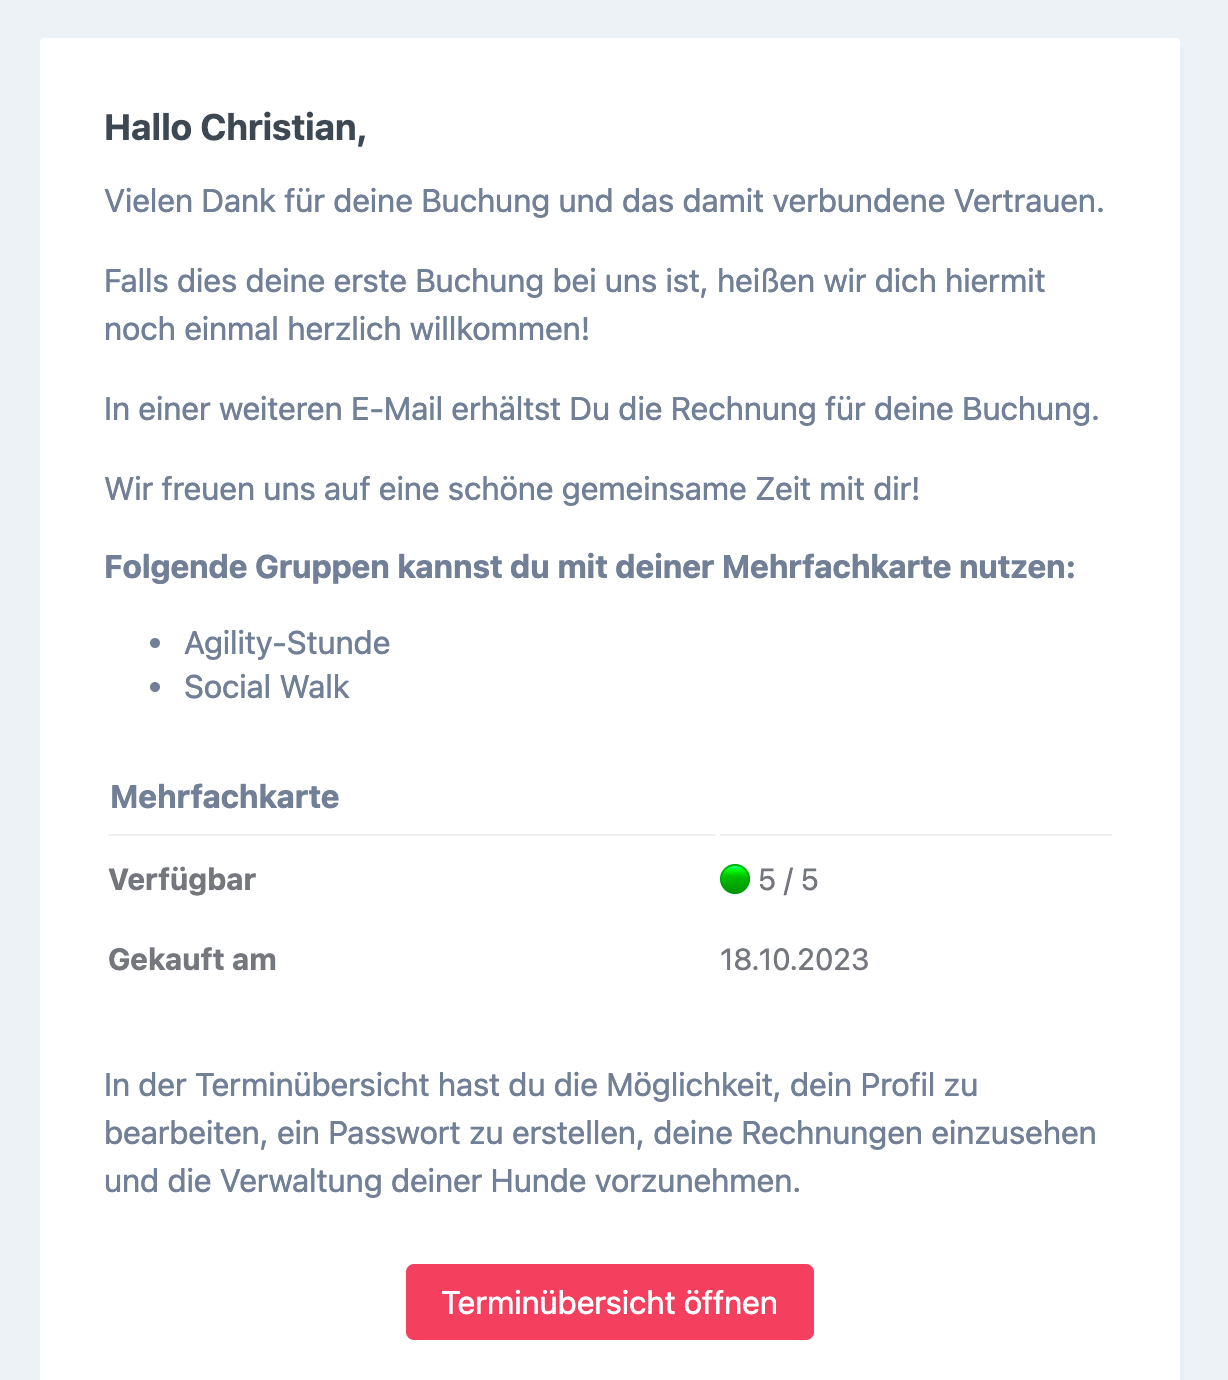 Hallo Christian,
Vielen Dank für deine Buchung und das damit verbundene Vertrauen.
Falls dies deine erste Buchung bei uns ist, heißen wir dich hiermit
noch einmal herzlich willkommen!
In einer weiteren E-Mail erhältst Du die Rechnung für deine Buchung.
Wir freuen uns auf eine schöne gemeinsame Zeit mit dir!
Folgende Gruppen kannst du mit deiner Mehrfachkarte nutzen:
• Agility-Stunde
• Social Walk
Mehrfachkarte
Verfügbar 5 / 5
Gekauft am 18.10.2023
In der Terminübersicht hast du die Möglichkeit, dein Profil zu
bearbeiten, ein Passwort zu erstellen, deine Rechnungen einzusehen
und die Verwaltung deiner Hunde vorzunehmen.
Terminübersicht öffnen